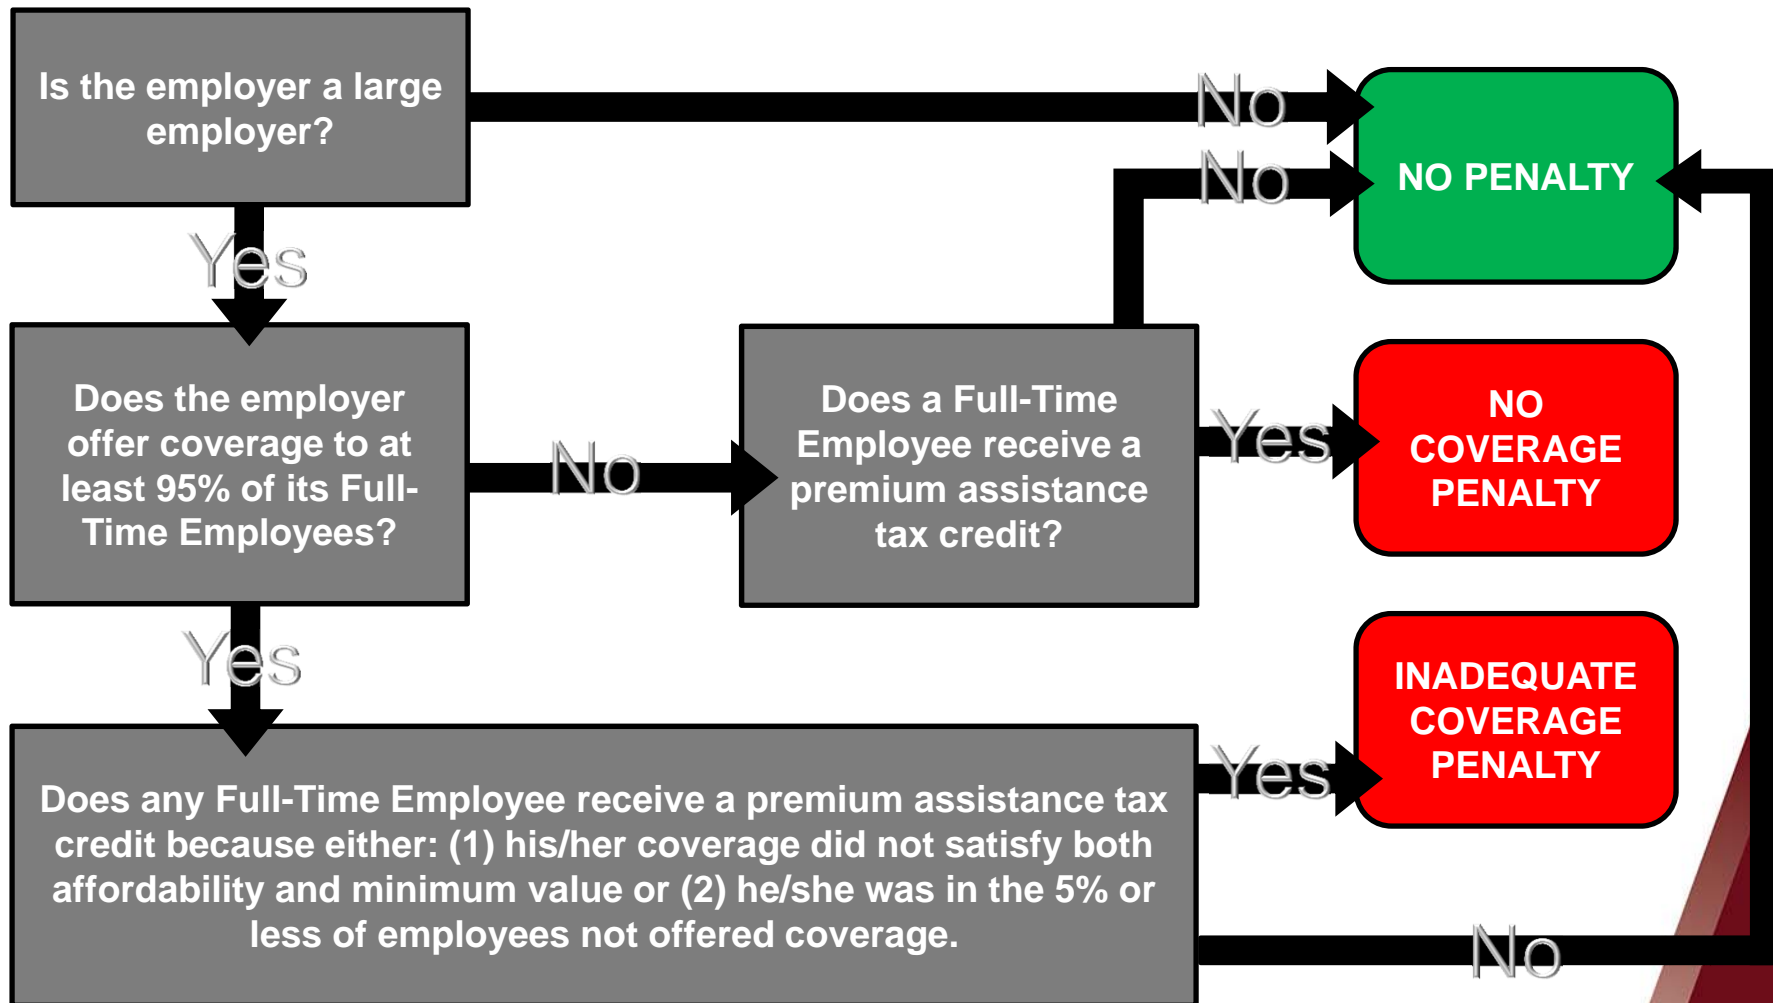 Is the employer a large
employer?
No
No
NO PENALTY
Yes
Does the employer
offer coverage to at
least 95% of its Full-
Time Employees?
No
Does a Full-Time
Employee receive a
premium assistance
tax credit?
Yes
NO
COVERAGE
PENALTY
Yes
Does any Full-Time Employee receive a premium assistance tax
credit because either: (1) his/her coverage did not satisfy both
affordability and minimum value or (2) he/she was in the 5% or
less of employees not offered coverage.
Yes
INADEQUATE
COVERAGE
PENALTY
No